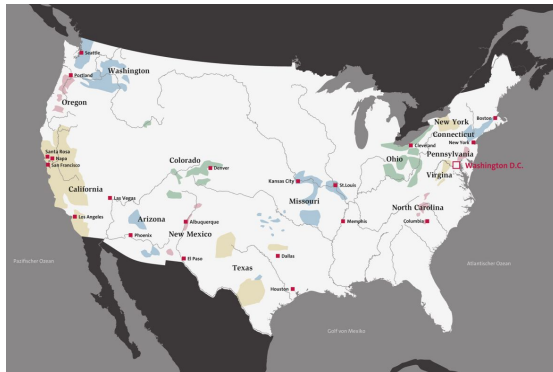 Seattle
Washington
Portland
Oregon
Santa Rosa
Napa
San Francisco
California
Los Angeles
Las Vegas
Arizona
Phoenix
Colorado
Denver
Albuquerque
New Mexico
El Paso
Texas
Dallas
Houston
Kansas City
St.Louis
Missouri
Memphis
Ohio
Cleveland
New York
Boston
Connecticut
New York
Pennsylvania
Washington D.C.
Virgina
North Carolina
Columbia
Pazifischer Ozean
Atlantischer Ozean
Golf von Mexiko